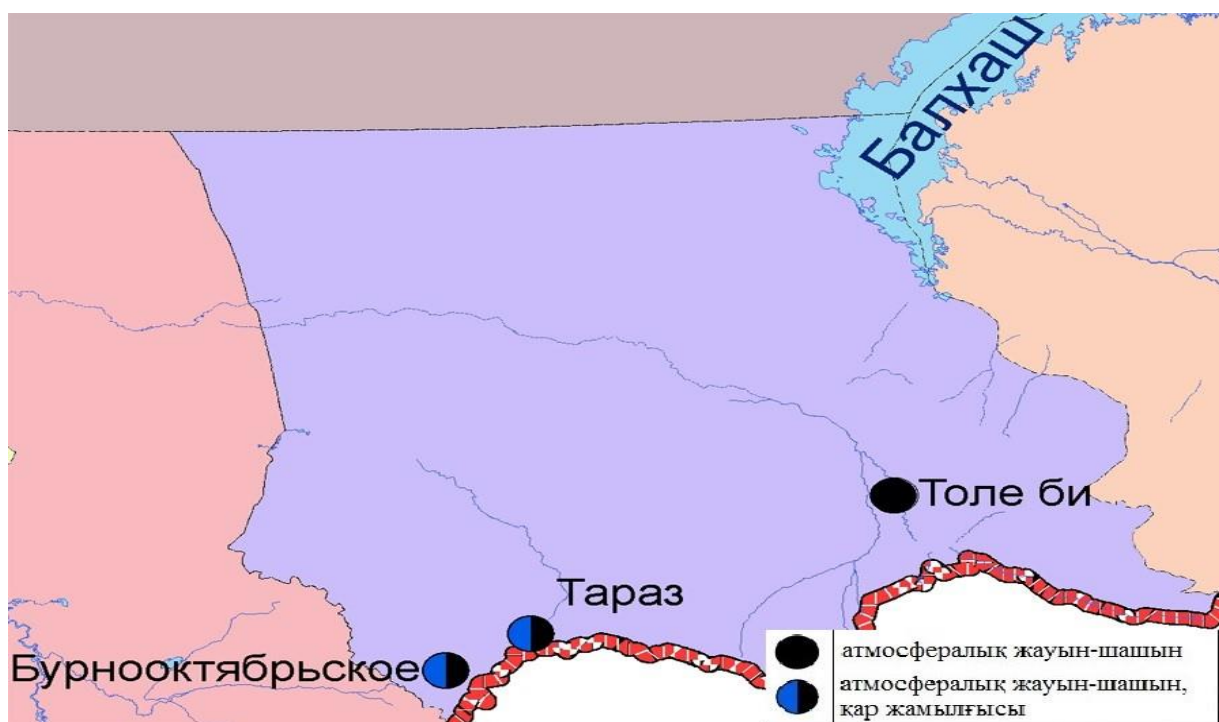 Балхаш
Толе би
Тараз
Бурнооктябрьское
атмосфералық жауын-шашын
атмосфералық жауын-шашын,
қар жамылғысы